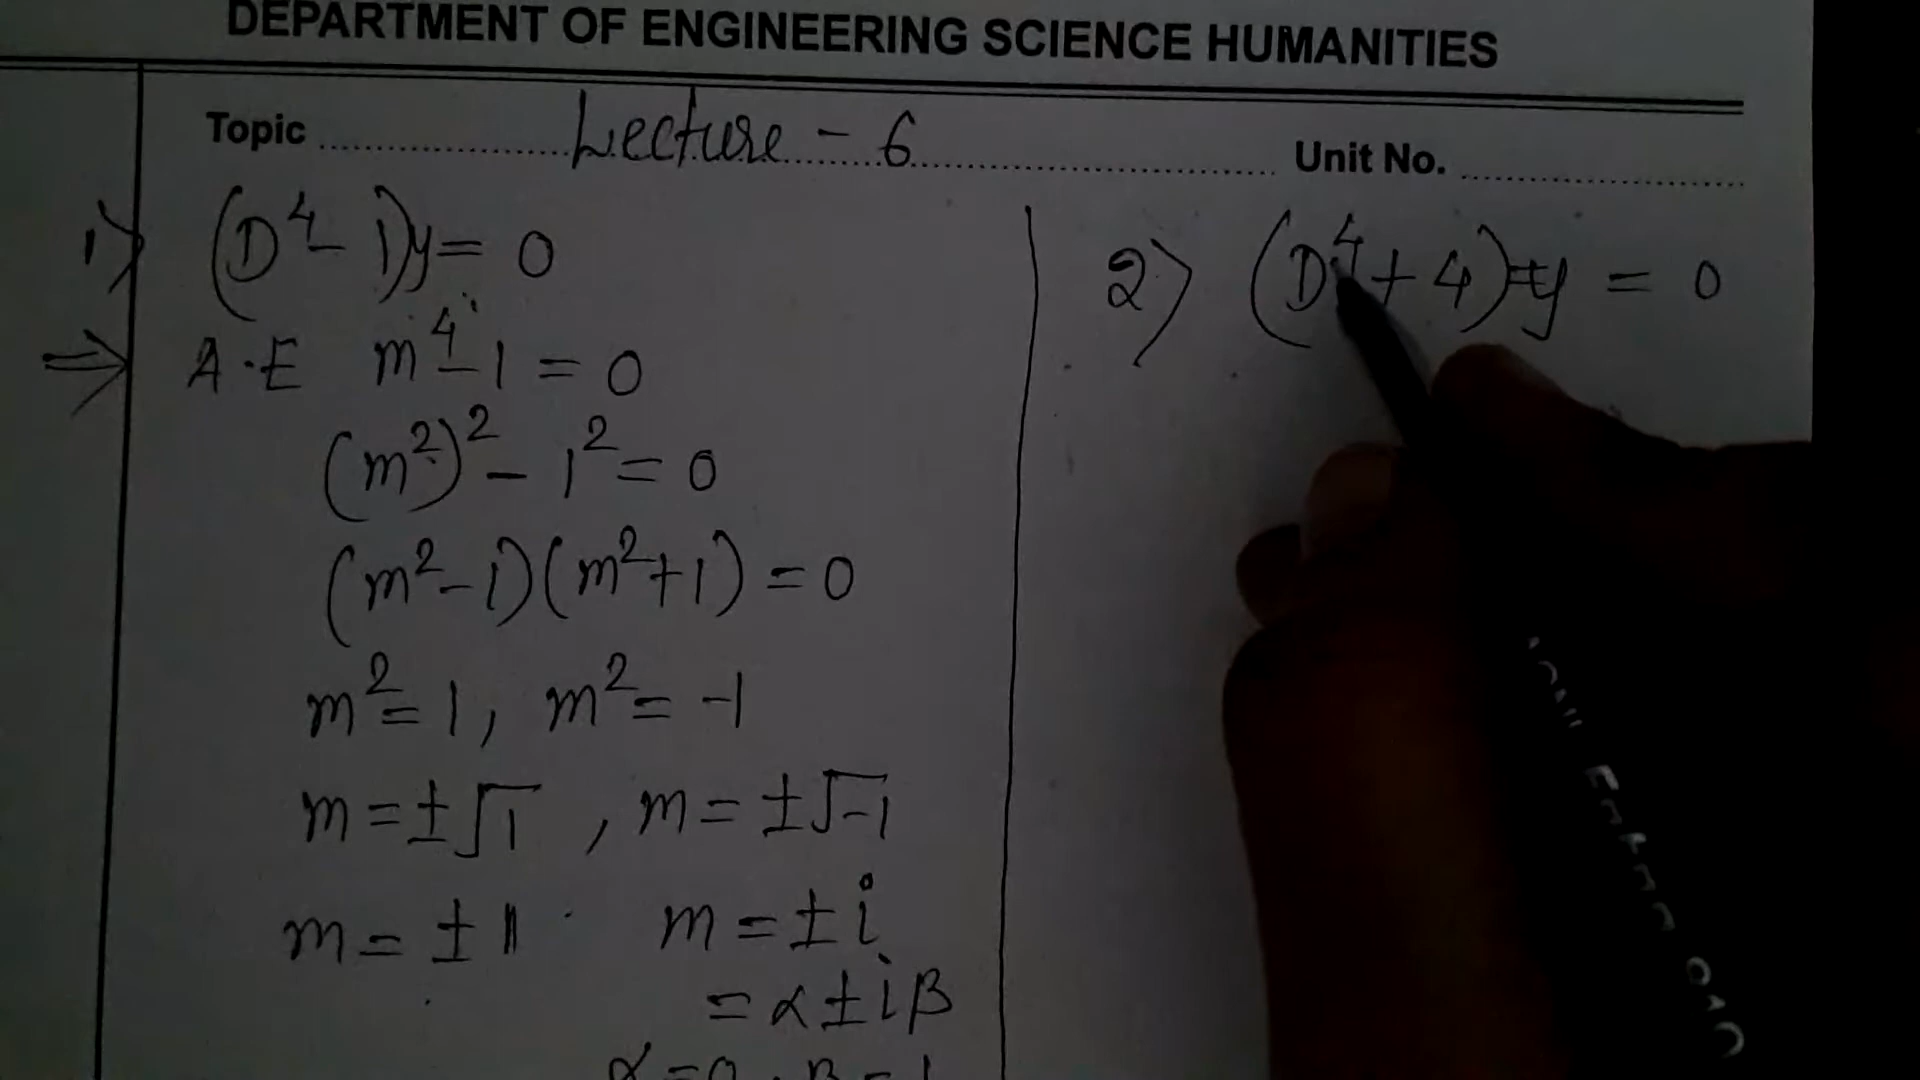 DEPARTMENT OF ENGINEERING SCIENCE HUMANITIES
Topic Lecture - 6 Unit No.
1) (D⁴ - 1)y = 0
⇒ A.E m⁴ - 1 = 0
(m²)² - 1² = 0
(m² - 1)(m² + 1) = 0
m² = 1, m² = -1
m = ±√1, m = ±√-1
m = ±1 m = ±i
= α ± iβ
α = 0, β = 1
2) (D⁴ + 4)y = 0